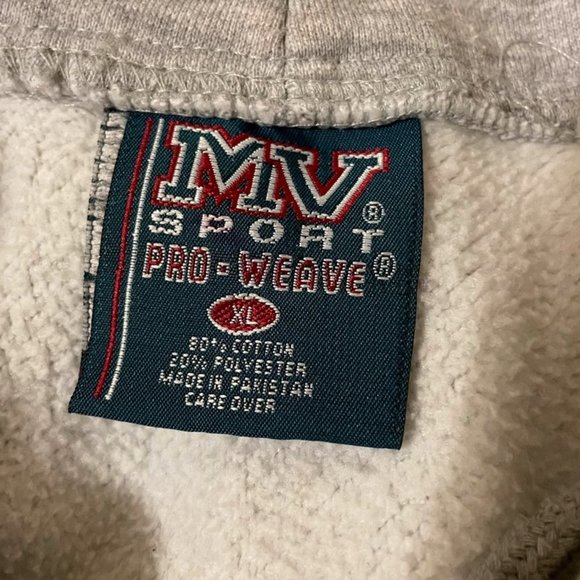 MV®
SPORT
PRO-WEAVE®
XL
80% COTTON
20% POLYESTER
MADE IN PAKISTAN
CARE OVER